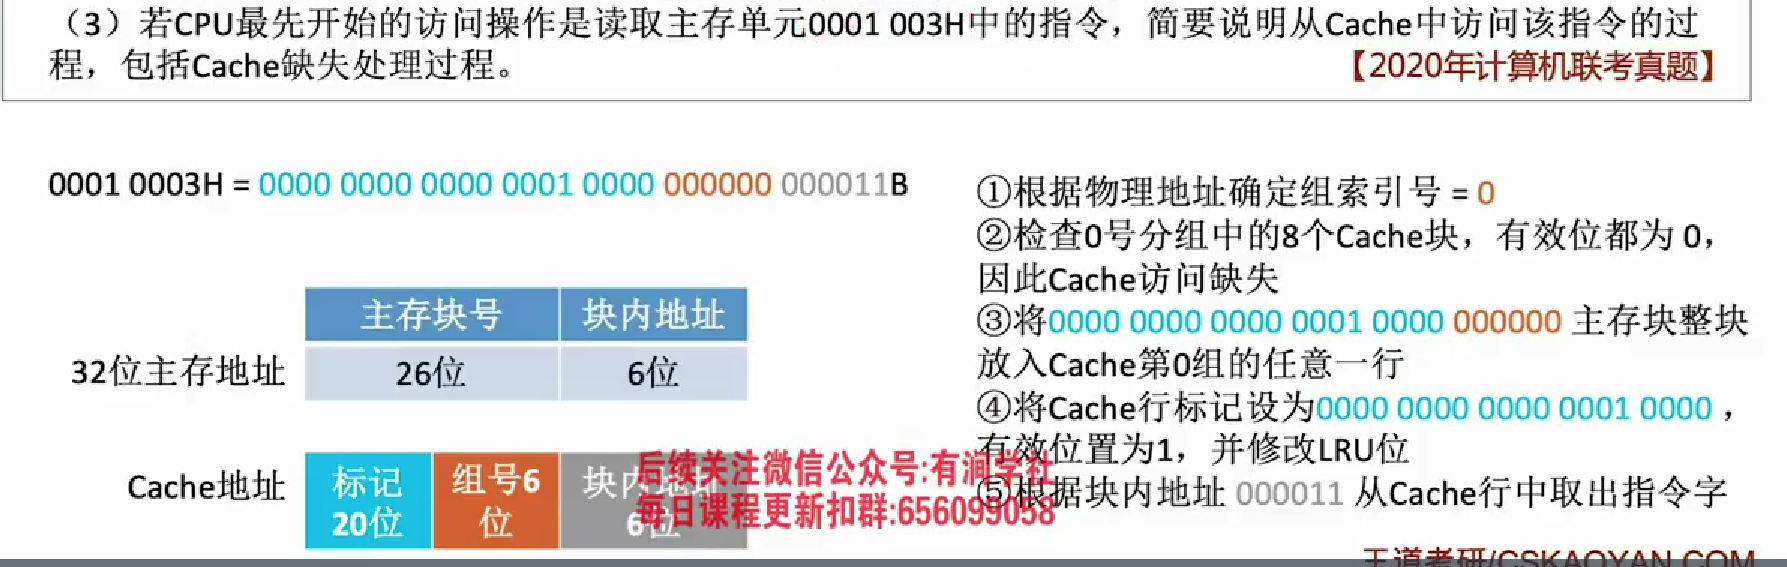 （3）若CPU最先开始的访问操作是读取主存单元0001 003H中的指令，简要说明从Cache中访问该指令的过
程，包括Cache缺失处理过程。 【2020年计算机联考真题】
0001 0003H = 0000 0000 0000 0001 0000 000000 000011B
主存块号 块内地址
32位主存地址 26位 6位
Cache地址 标记 20位 组号6位 块内地址 6位
①根据物理地址确定组索引号 = 0
②检查0号分组中的8个Cache块，有效位都为 0，
因此Cache访问缺失
③将0000 0000 0000 0001 0000 000000 主存块整块
放入Cache第0组的任意一行
④将Cache行标记设为0000 0000 0000 0001 0000，
有效位置为1，并修改LRU位
⑤根据块内地址 000011 从Cache行中取出指令字
后续关注微信公众号:有涧学社
每日课程更新扣群:656099058
王道考研/CSKAOYAN.COM